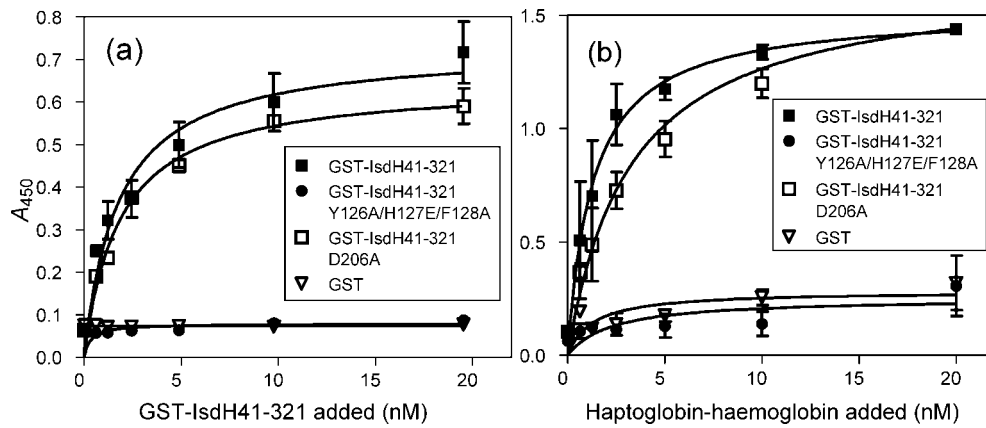 (a)
A450
0.8
0.7
0.6
0.5
0.4
0.3
0.2
0.1
0.0
GST-IsdH41-321
GST-IsdH41-321
Y126A/H127E/F128A
GST-IsdH41-321
D206A
GST
0 5 10 15 20
GST-IsdH41-321 added (nM)
(b)
1.5
1.0
0.5
0.0
GST-IsdH41-321
GST-IsdH41-321
Y126A/H127E/F128A
GST-IsdH41-321
D206A
GST
0 5 10 15 20
Haptoglobin-haemoglobin added (nM)